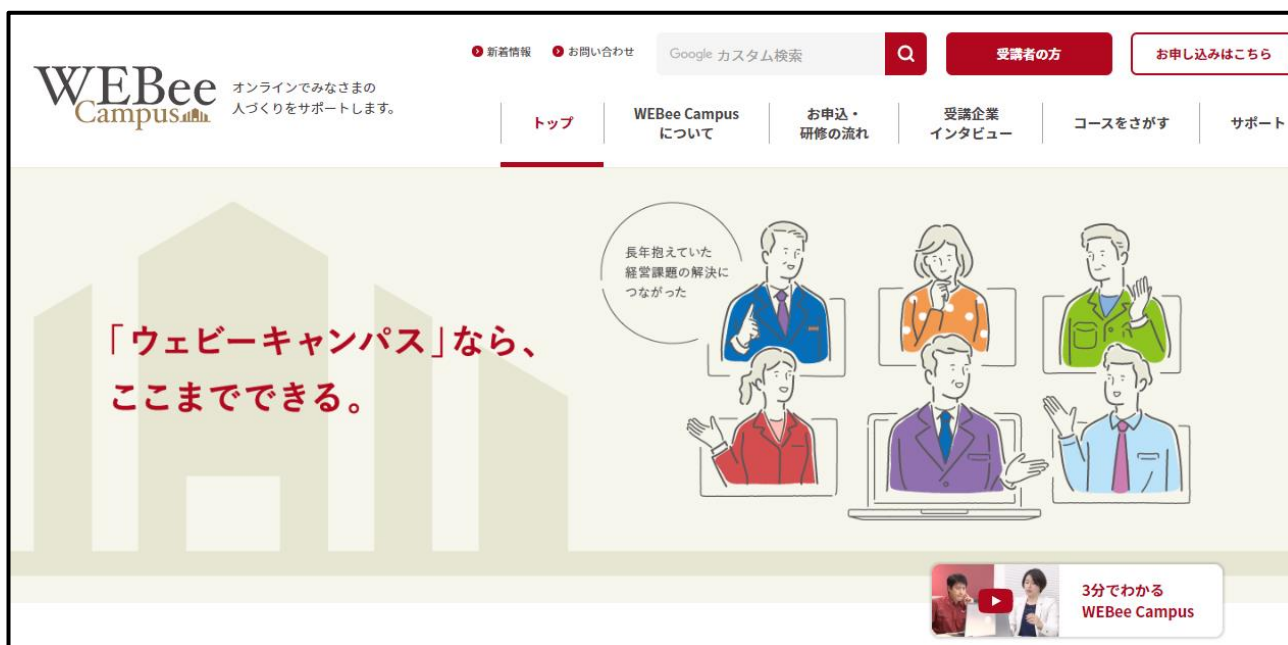 新着情報
お問い合わせ
Google カスタム検索
受講者の方
お申し込みはこちら
WEBee
Campus
オンラインでみなさまの
人づくりをサポートします。
トップ
WEBee Campus
について
お申込・
研修の流れ
受講企業
インタビュー
コースをさがす
サポート
長年抱えていた
経営課題の解決に
つながった
「ウェビーキャンパス」なら、
ここまでできる。
3分でわかる
WEBee Campus